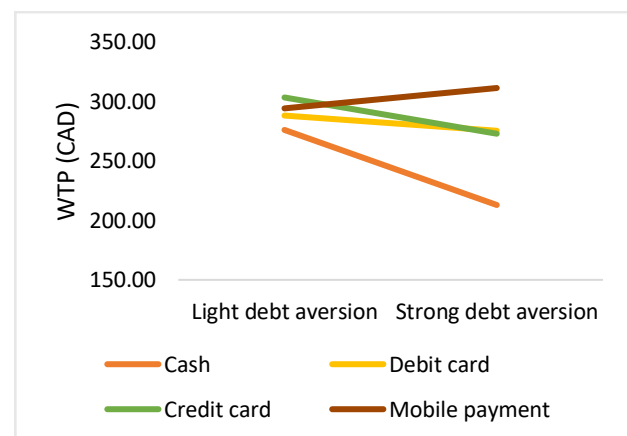 350.00
300.00
250.00
200.00
150.00
WTP (CAD)
Light debt aversion Strong debt aversion
Cash Debit card
Credit card Mobile payment